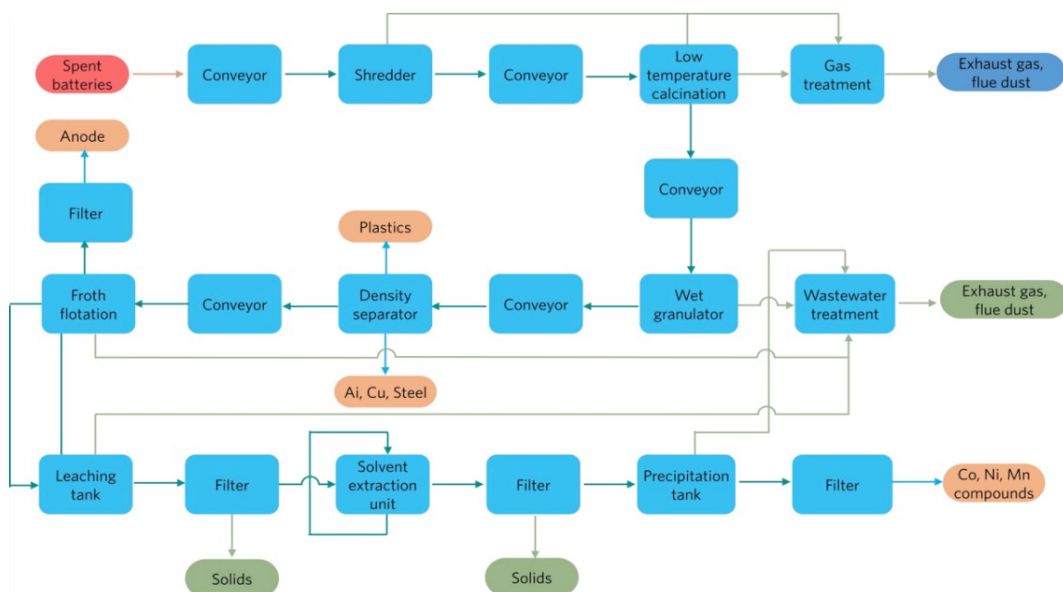 Spent
batteries
Conveyor
Shredder
Conveyor
Low
temperature
calcination
Gas
treatment
Exhaust gas,
flue dust
Anode
Conveyor
Filter
Plastics
Froth
flotation
Conveyor
Density
separator
Conveyor
Wet
granulator
Wastewater
treatment
Exhaust gas,
flue dust
Ai, Cu, Steel
Leaching
tank
Filter
Solvent
extraction
unit
Filter
Precipitation
tank
Filter
Co, Ni, Mn
compounds
Solids
Solids